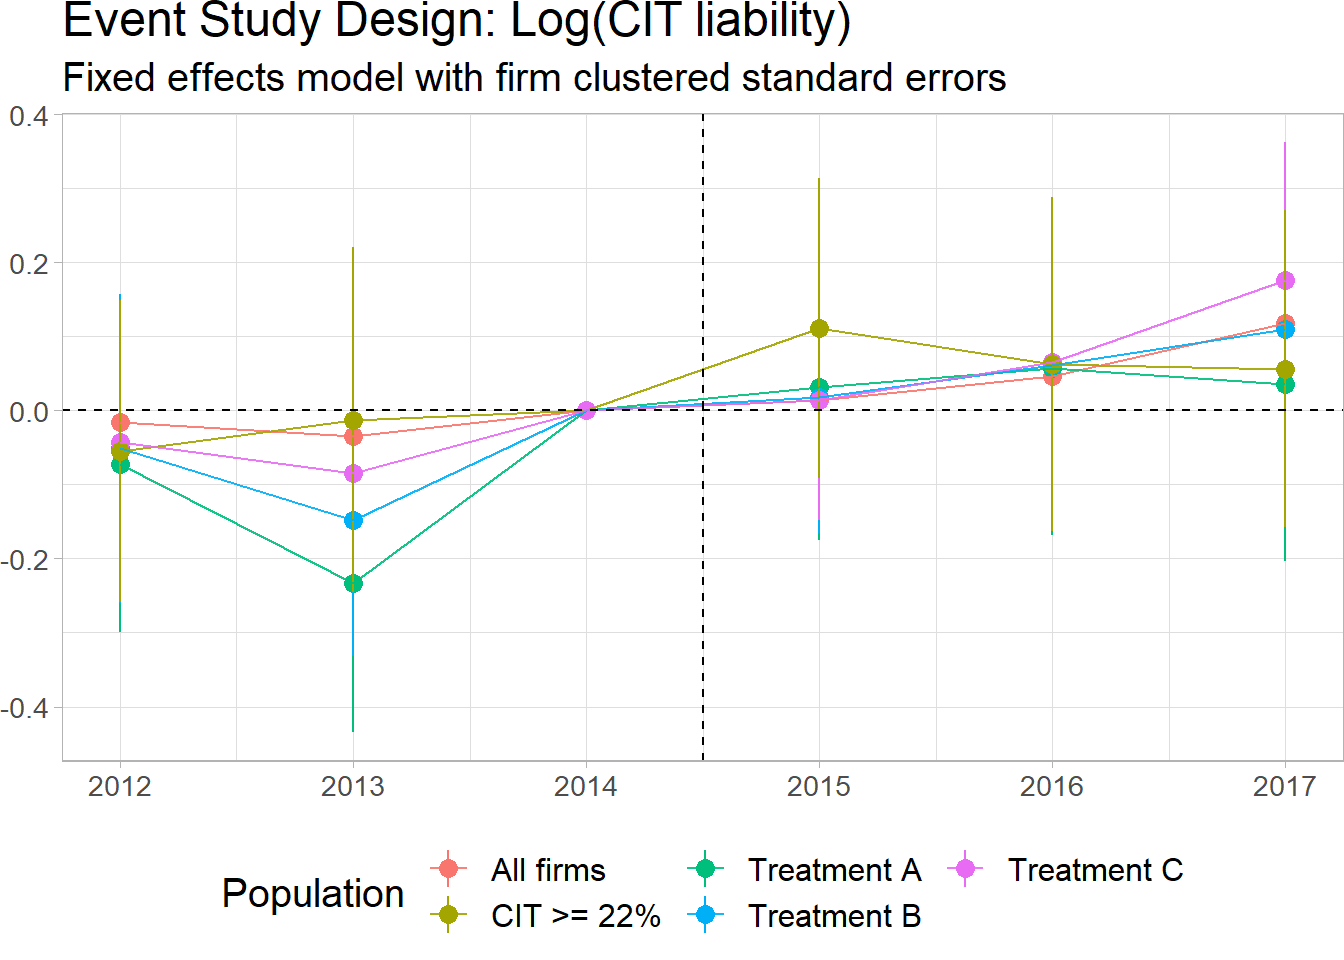 Event Study Design: Log(CIT liability)
Fixed effects model with firm clustered standard errors
0.4
0.2
0.0
-0.2
-0.4
2012 2013 2014 2015 2016 2017
Population
All firms Treatment A Treatment C
CIT >= 22% Treatment B